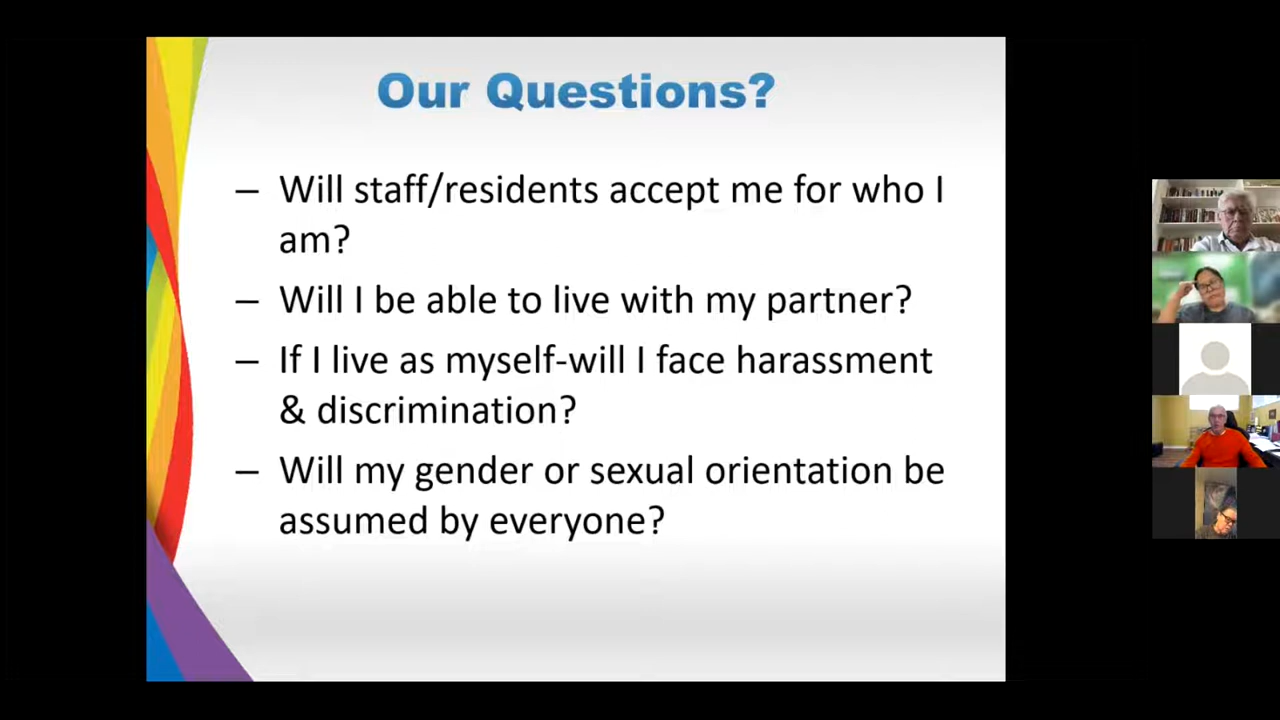 Our Questions?
– Will staff/residents accept me for who I
am?
– Will I be able to live with my partner?
– If I live as myself-will I face harassment
& discrimination?
– Will my gender or sexual orientation be
assumed by everyone?